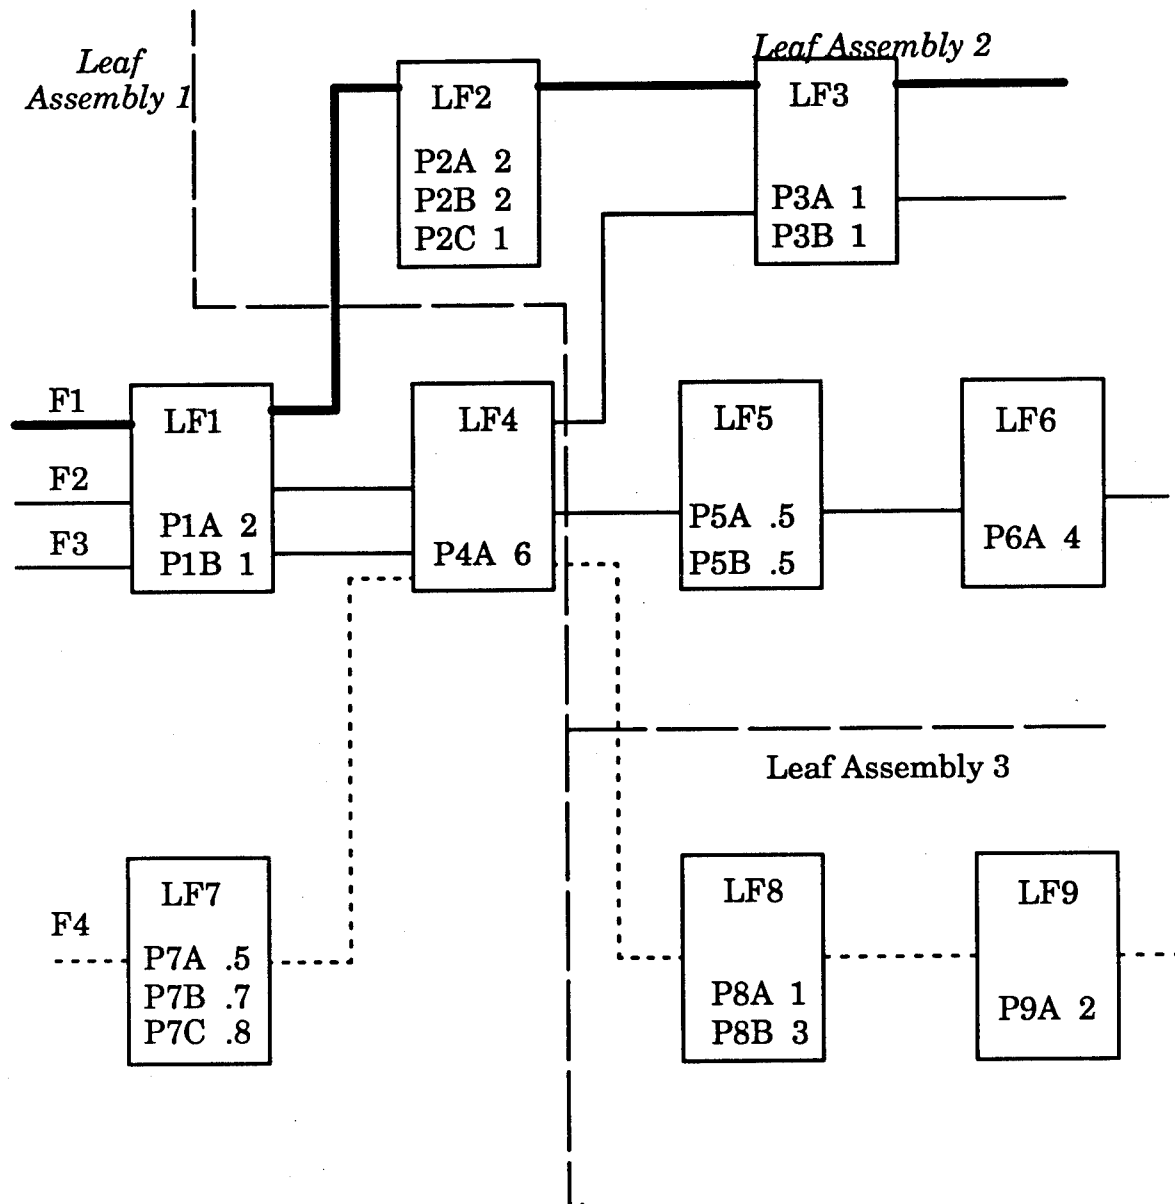 Leaf
Assembly 1
Leaf Assembly 2
LF2
P2A 2
P2B 2
P2C 1
LF3
P3A 1
P3B 1
F1
F2
F3
LF1
P1A 2
P1B 1
LF4
P4A 6
LF5
P5A .5
P5B .5
LF6
P6A 4
Leaf Assembly 3
F4
LF7
P7A .5
P7B .7
P7C .8
LF8
P8A 1
P8B 3
LF9
P9A 2